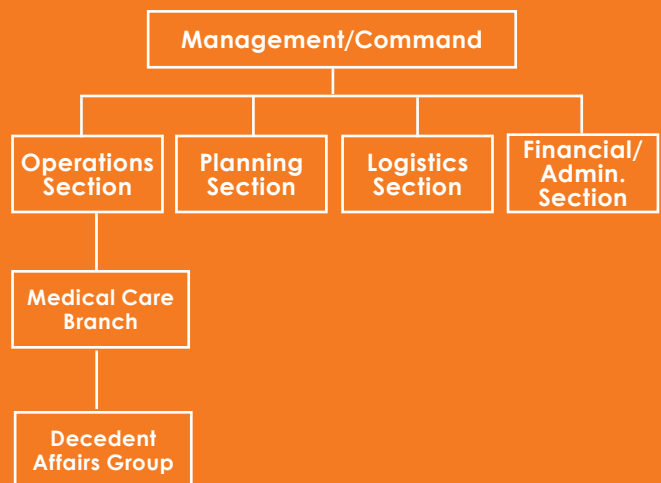 Management/Command
Operations
Section
Planning
Section
Logistics
Section
Financial/
Admin.
Section
Medical Care
Branch
Decedent
Affairs Group